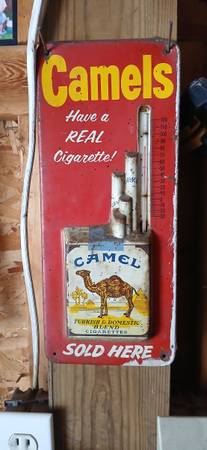 Camels
Have a
REAL
Cigarette!
CAMEL
TURKISH & DOMESTIC
BLEND
CIGARETTES
SOLD HERE